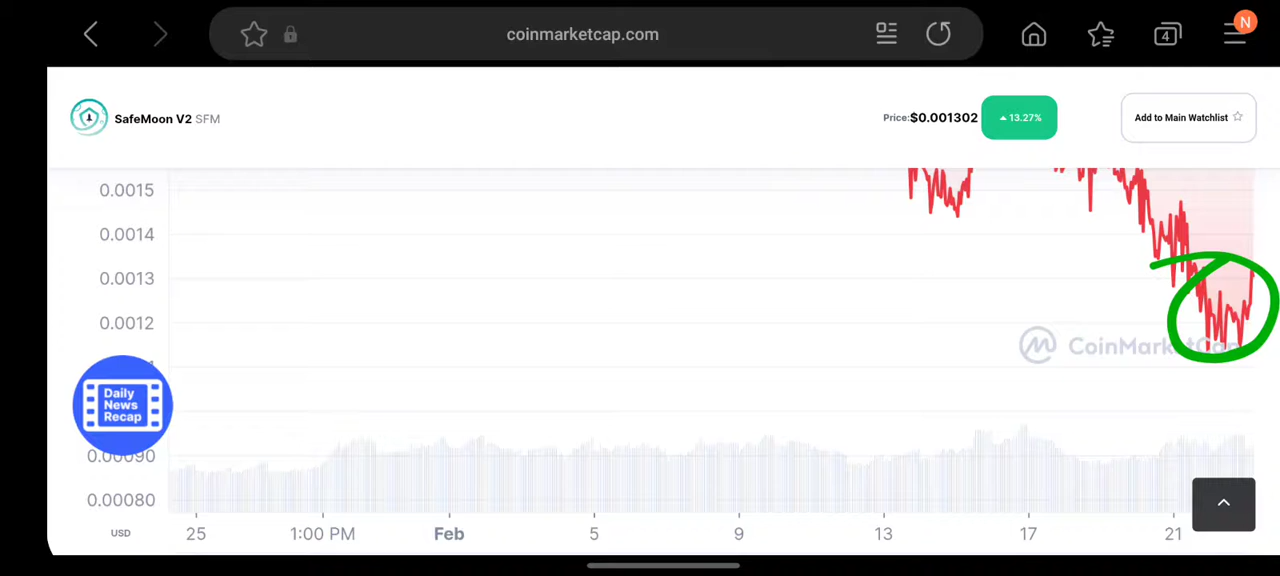 coinmarketcap.com
4
N
SafeMoon V2 SFM
Price:$0.001302
13.27%
Add to Main Watchlist
0.0015
0.0014
0.0013
0.0012
CoinMarketCap
Daily
News
Recap
0.00090
0.00080
USD
25
1:00 PM
Feb
5
9
13
17
21